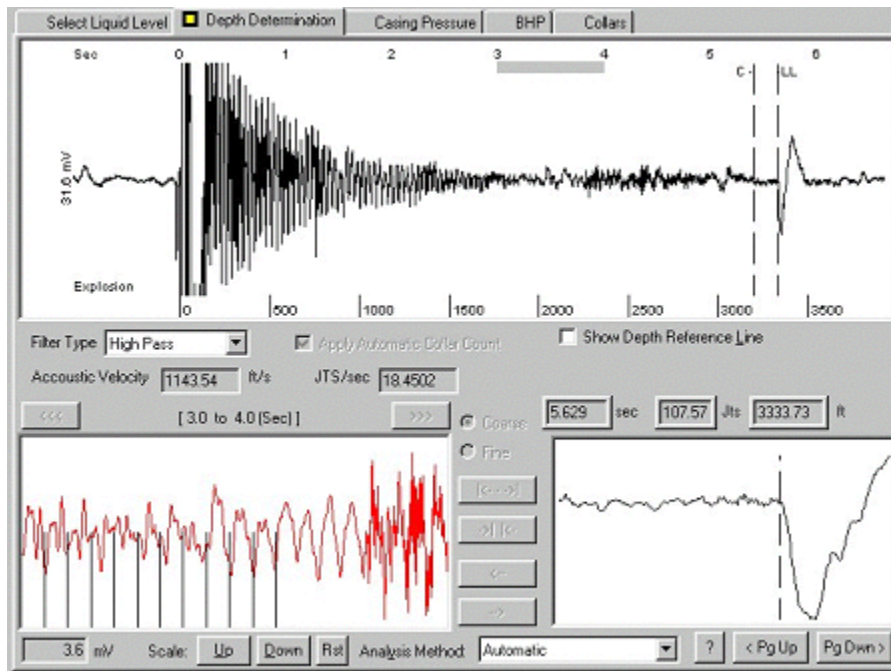 Select Liquid Level Depth Determination Casing Pressure BHP Collars
Sec 0 1 2 3 4 5 6
C LL
31.0 mV
Explosion
0 500 1000 1500 2000 2500 3000 3500
Filter Type High Pass Apply Automatic Collar Count Show Depth Reference Line
Accoustic Velocity 1143.54 ft/s JTS/sec 18.4502
<<< [ 3.0 to 4.0 (Sec) ] >>> Coarse 5.629 sec 107.57 Jts 3333.73 ft
Fine
|<- - ->|
->| |<-
<-
->
3.6 mV Scale: Up Down Rst Analysis Method: Automatic ? < Pg Up Pg Dwn >